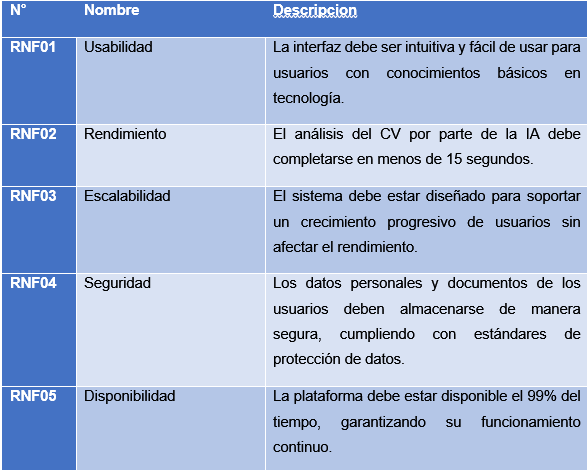 N° Nombre Descripcion
RNF01 Usabilidad La interfaz debe ser intuitiva y fácil de usar para
usuarios con conocimientos básicos en
tecnología.
RNF02 Rendimiento El análisis del CV por parte de la IA debe
completarse en menos de 15 segundos.
RNF03 Escalabilidad El sistema debe estar diseñado para soportar
un crecimiento progresivo de usuarios sin
afectar el rendimiento.
RNF04 Seguridad Los datos personales y documentos de los
usuarios deben almacenarse de manera
segura, cumpliendo con estándares de
protección de datos.
RNF05 Disponibilidad La plataforma debe estar disponible el 99% del
tiempo, garantizando su funcionamiento
continuo.